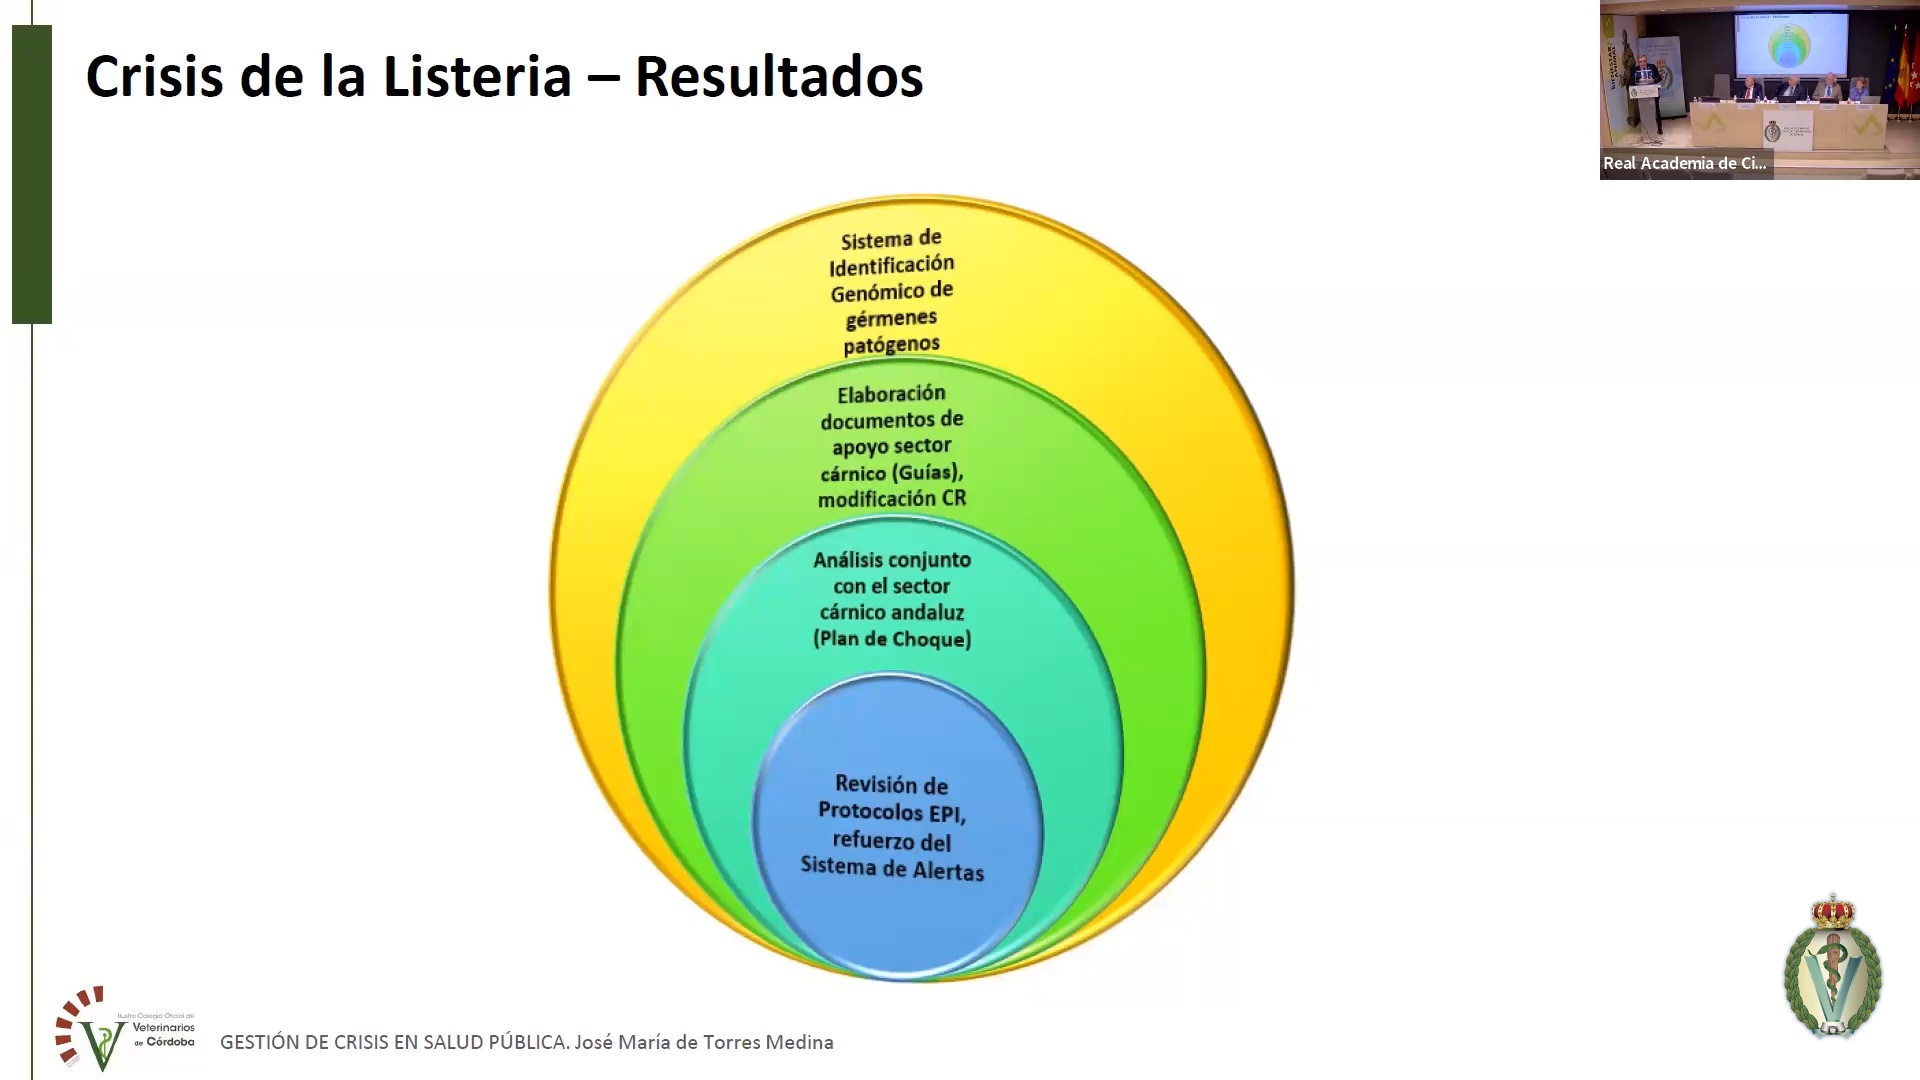 Crisis de la Listeria – Resultados
Real Academia de Ci...
Sistema de
Identificación
Genómico de
gérmenes
patógenos
Elaboración
documentos de
apoyo sector
cárnico (Guías),
modificación CR
Análisis conjunto
con el sector
cárnico andaluz
(Plan de Choque)
Revisión de
Protocolos EPI,
refuerzo del
Sistema de Alertas
Ilustre Colegio Oficial de
Veterinarios
de Córdoba
GESTIÓN DE CRISIS EN SALUD PÚBLICA. José María de Torres Medina